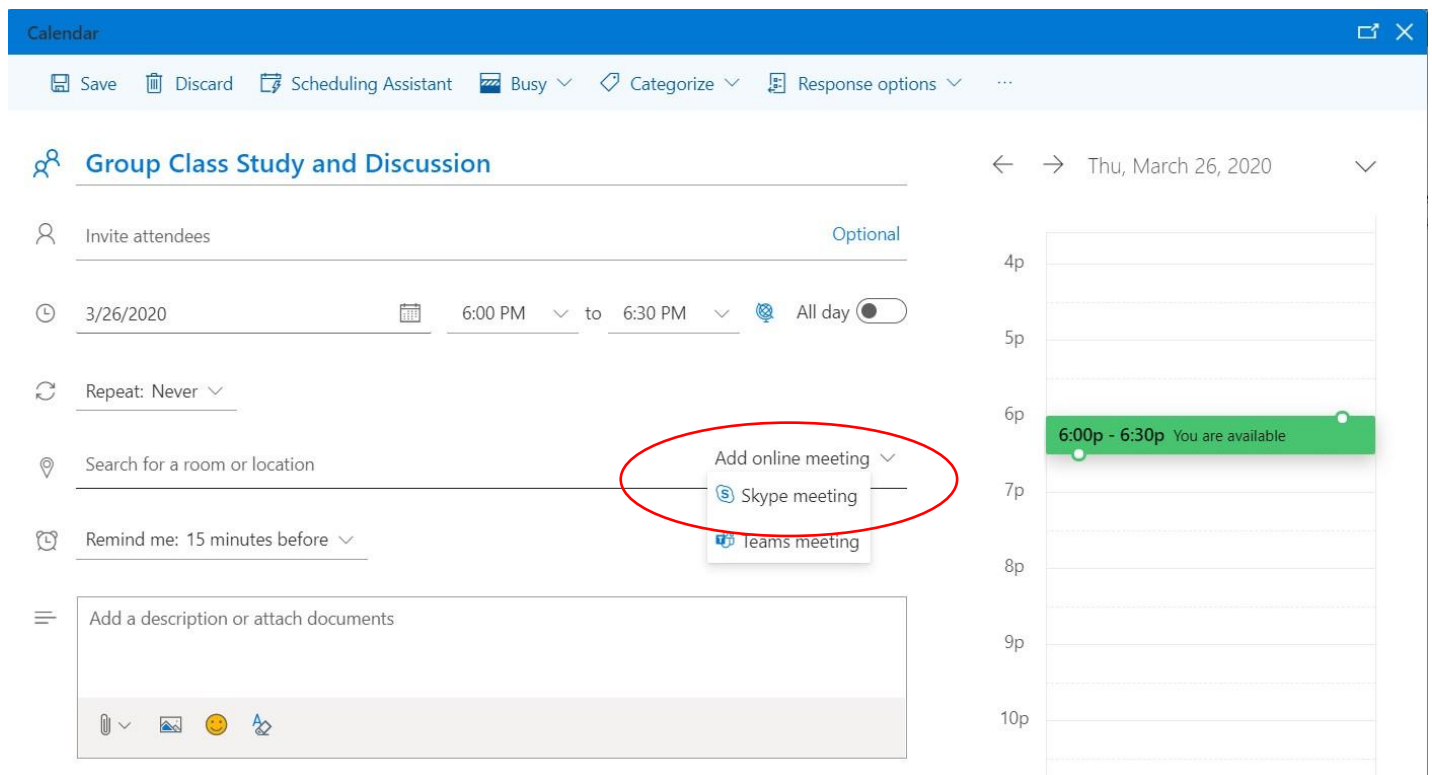 Calendar
Save Discard Scheduling Assistant Busy Categorize Response options ...
Group Class Study and Discussion
Invite attendees Optional
3/26/2020 6:00 PM to 6:30 PM All day
Repeat: Never
Search for a room or location Add online meeting
Skype meeting
Teams meeting
Remind me: 15 minutes before
Add a description or attach documents
Thu, March 26, 2020
4p
5p
6p
6:00p - 6:30p You are available
7p
8p
9p
10p